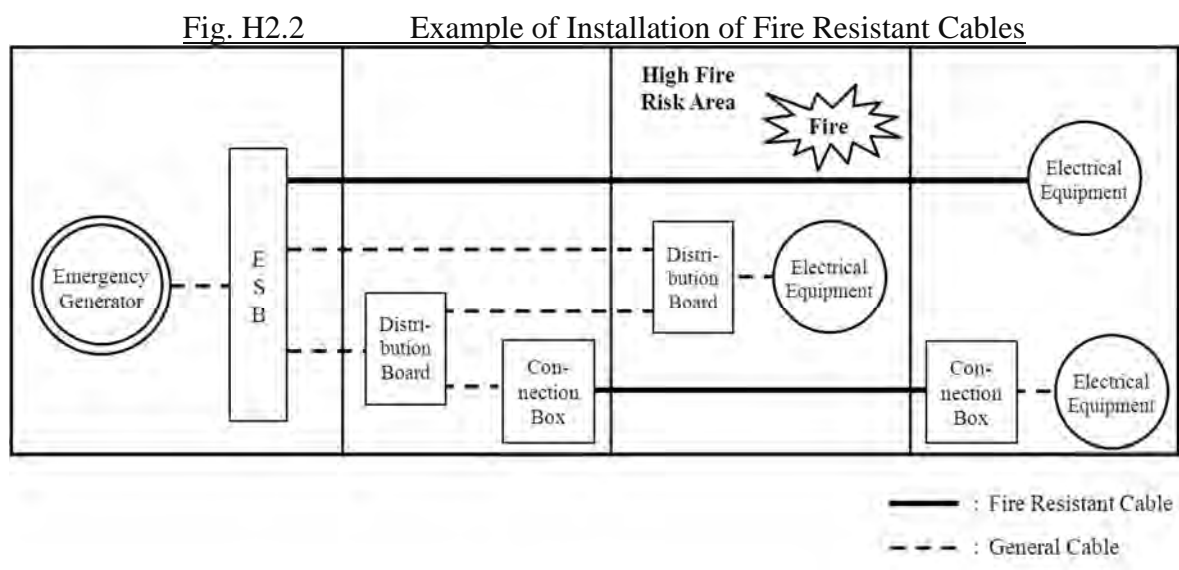 Fig. H2.2 Example of Installation of Fire Resistant Cables
High Fire
Risk Area
Fire
Electrical
Equipment
Emergency
Generator
E
S
B
Distri-
bution
Board
Distri-
bution
Board
Electrical
Equipment
Con-
nection
Box
Con-
nection
Box
Electrical
Equipment
: Fire Resistant Cable
: General Cable